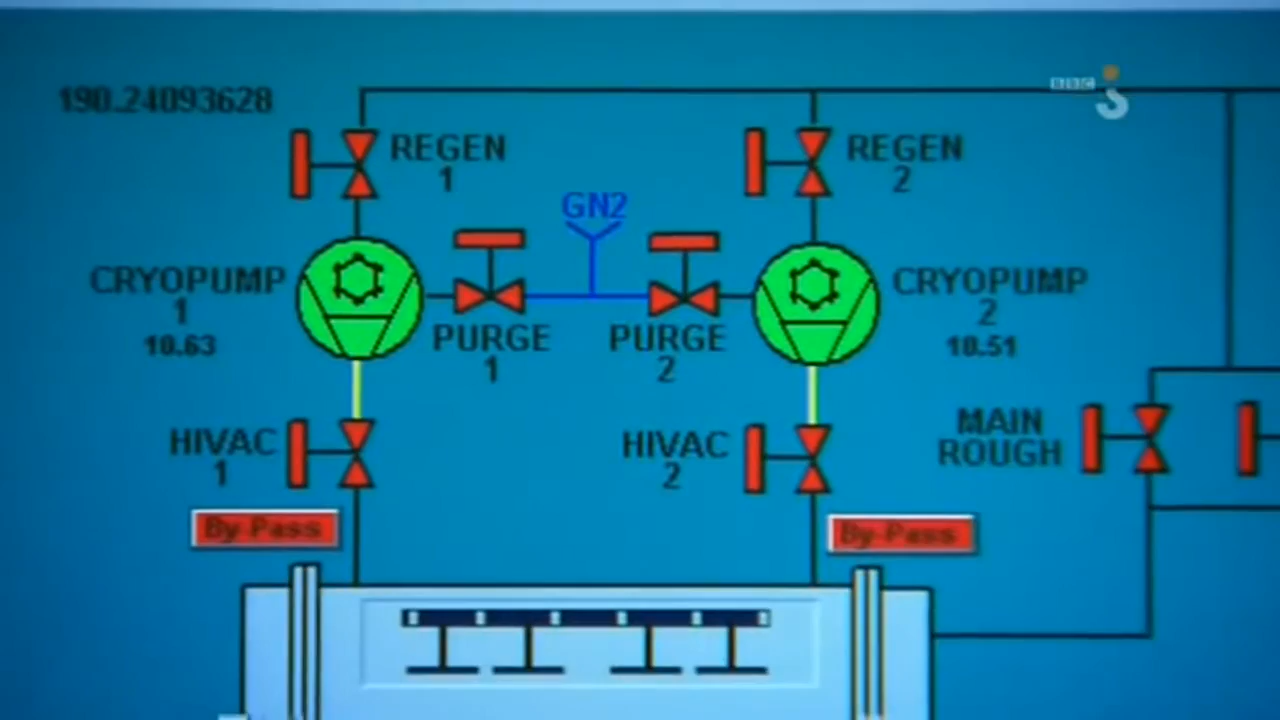 190.24093628
BBC
REGEN
1
REGEN
2
GN2
CRYOPUMP
1
10.63
PURGE
1
PURGE
2
CRYOPUMP
2
10.51
HIVAC
1
HIVAC
2
MAIN
ROUGH
By-Pass
By-Pass